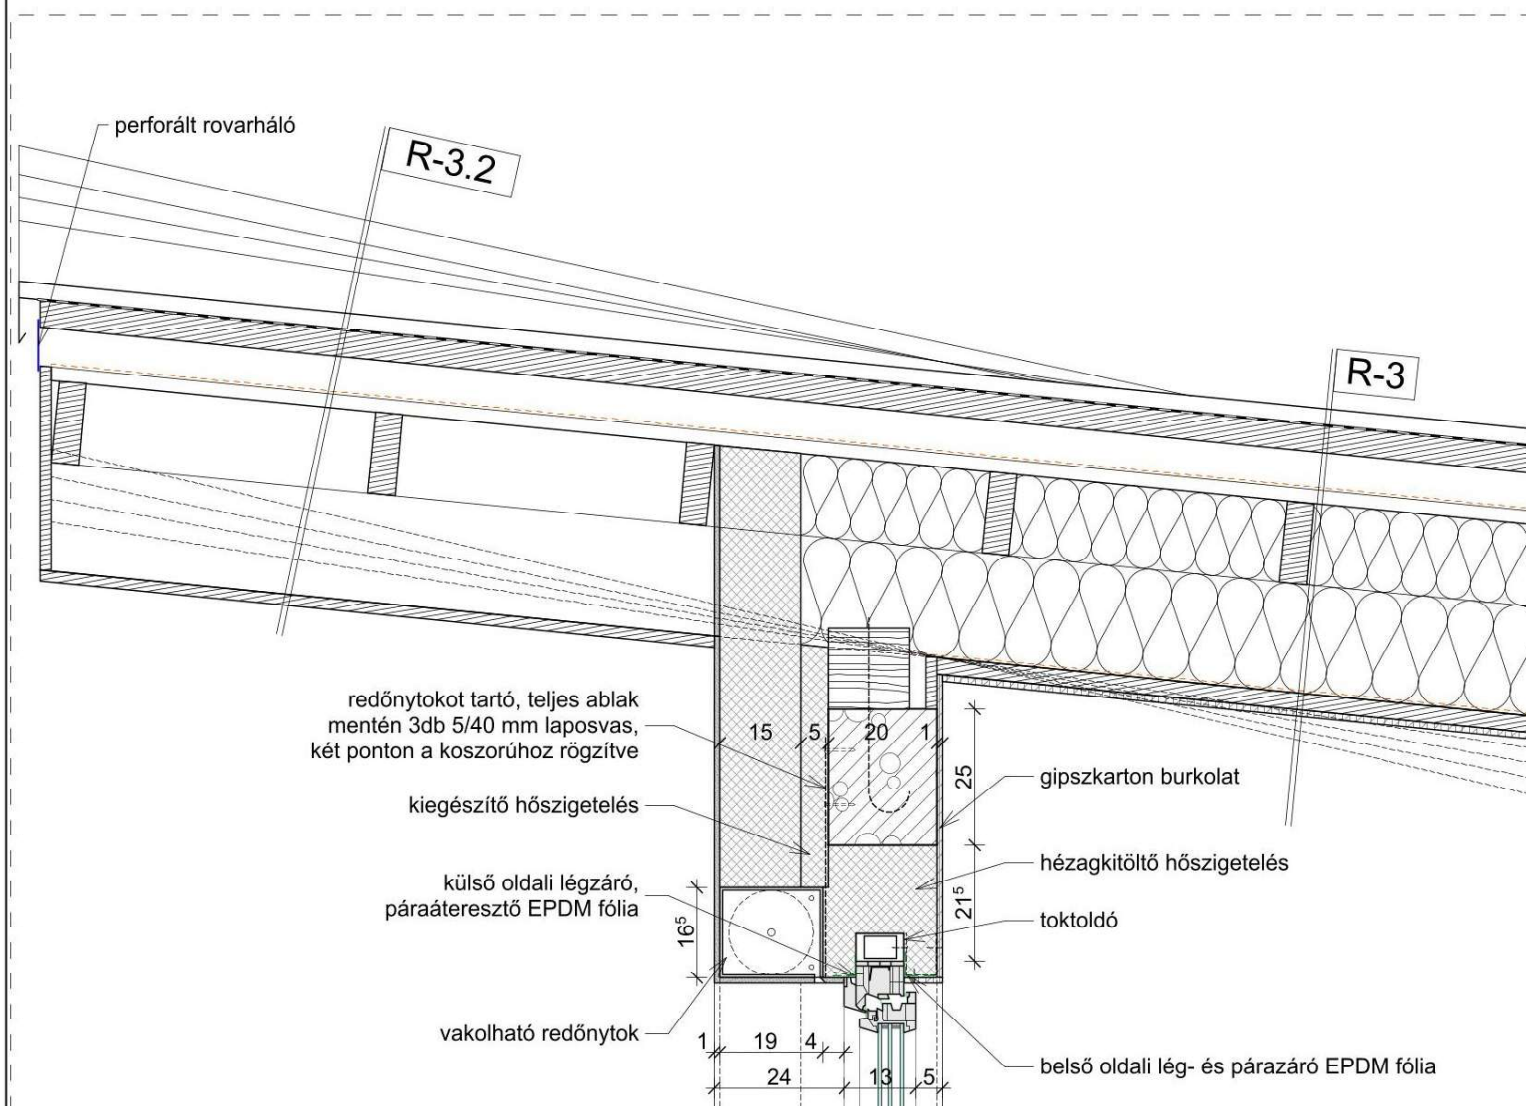 perforált rovarháló
R-3.2
R-3
redőnytokot tartó, teljes ablak
mentén 3db 5/40 mm laposvas,
két ponton a koszorúhoz rögzítve
15
5
20
1
25
gipszkarton burkolat
kiegészítő hőszigetelés
hézagkitöltő hőszigetelés
külső oldali légzáró,
páraáteresztő EPDM fólia
16⁵
21⁵
toktoldó
vakolható redőnytok
1
19
4
24
13
5
belső oldali lég- és párazáró EPDM fólia